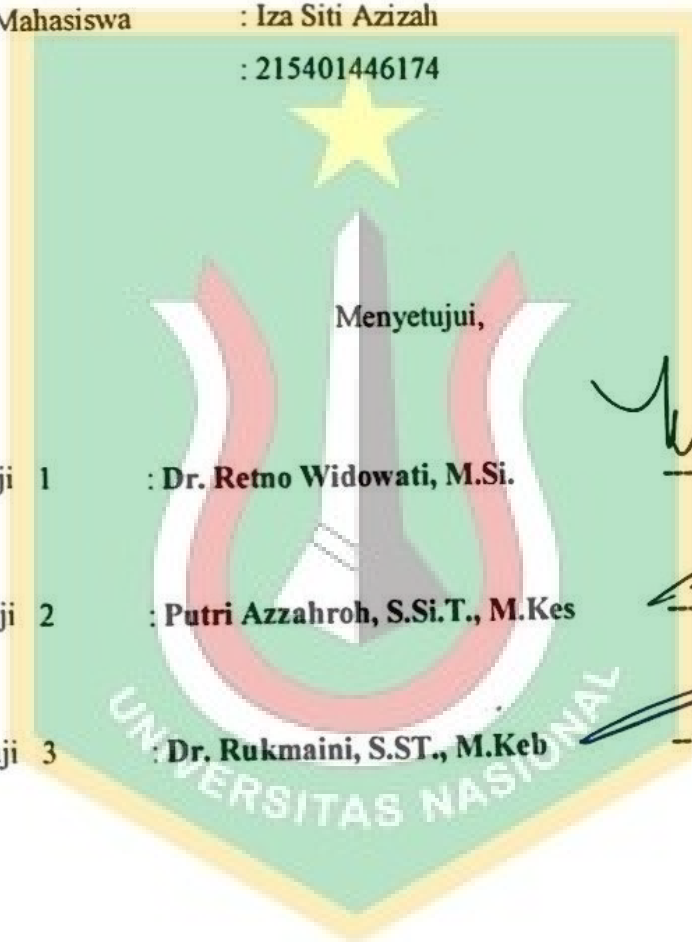 Mahasiswa : Iza Siti Azizah
: 215401446174
Menyetujui,
ji 1 : Dr. Retno Widowati, M.Si.
ji 2 : Putri Azzahroh, S.Si.T., M.Kes
ji 3 : Dr. Rukmaini, S.ST., M.Keb
UNIVERSITAS NASIONAL